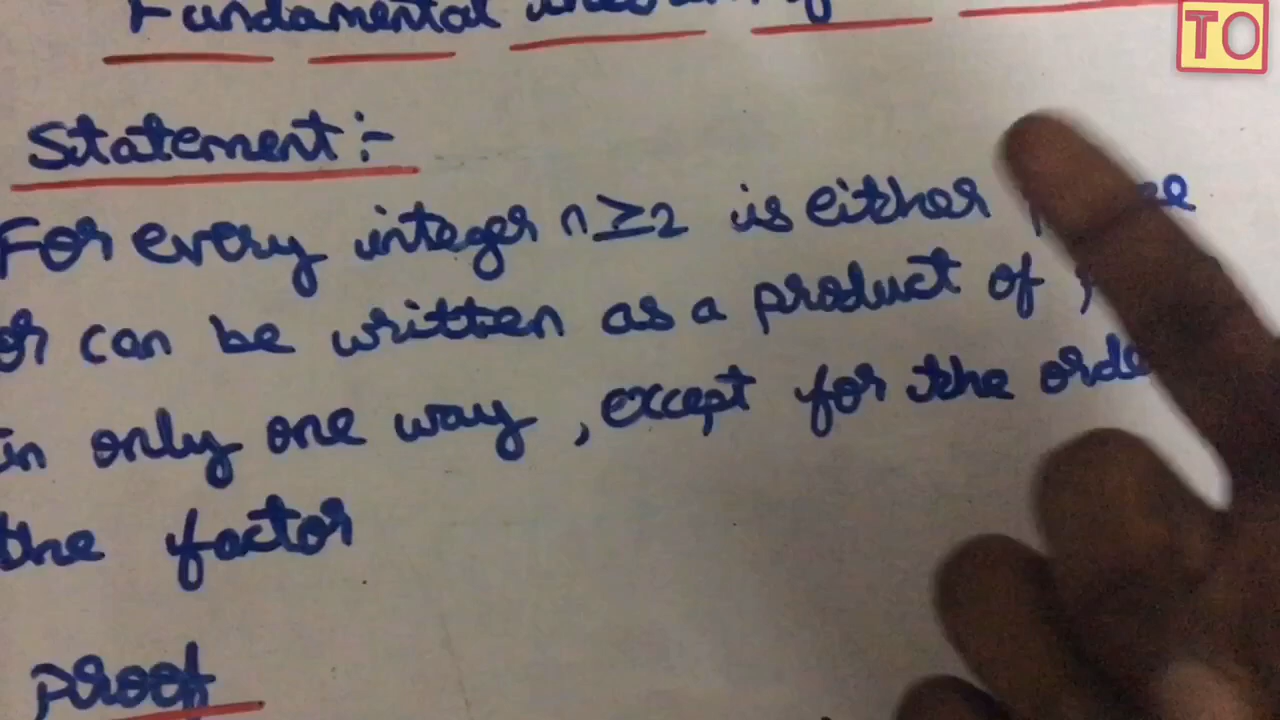 Fundamental
TO
Statement:-
For every integer n≥2 is either
or can be written as a product of
in only one way, except for the
the factor
Proof